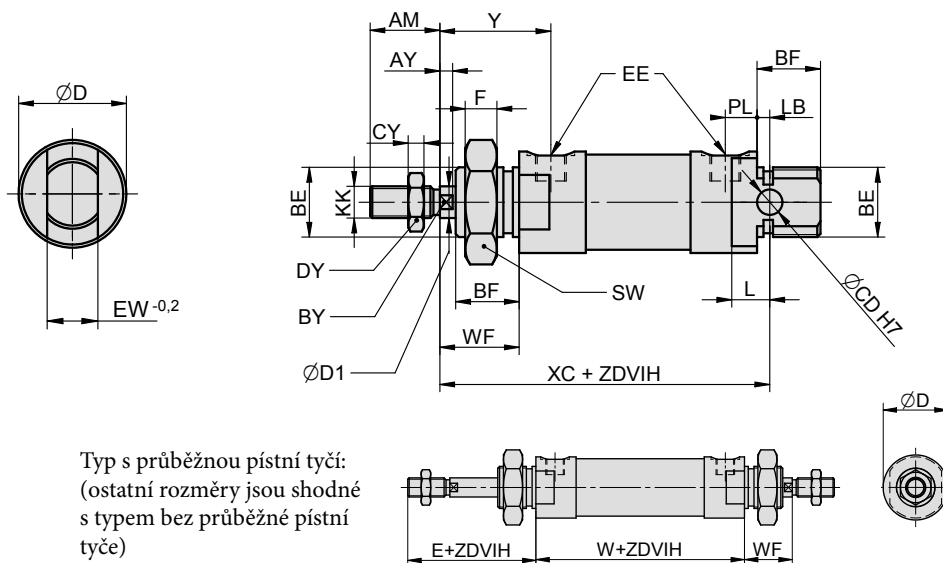 AM
Y
AY
BF
ØD
EE
F
PL
LB
CY
BE
KK
BE
DY
SW
L
BF
EW -0,2
BY
ØCD H7
WF
ØD1
XC + ZDVIH
ØD
Typ s průběžnou pístní tyčí:
(ostatní rozměry jsou shodné
s typem bez průběžné pístní
tyče)
E+ZDVIH
W+ZDVIH
WF